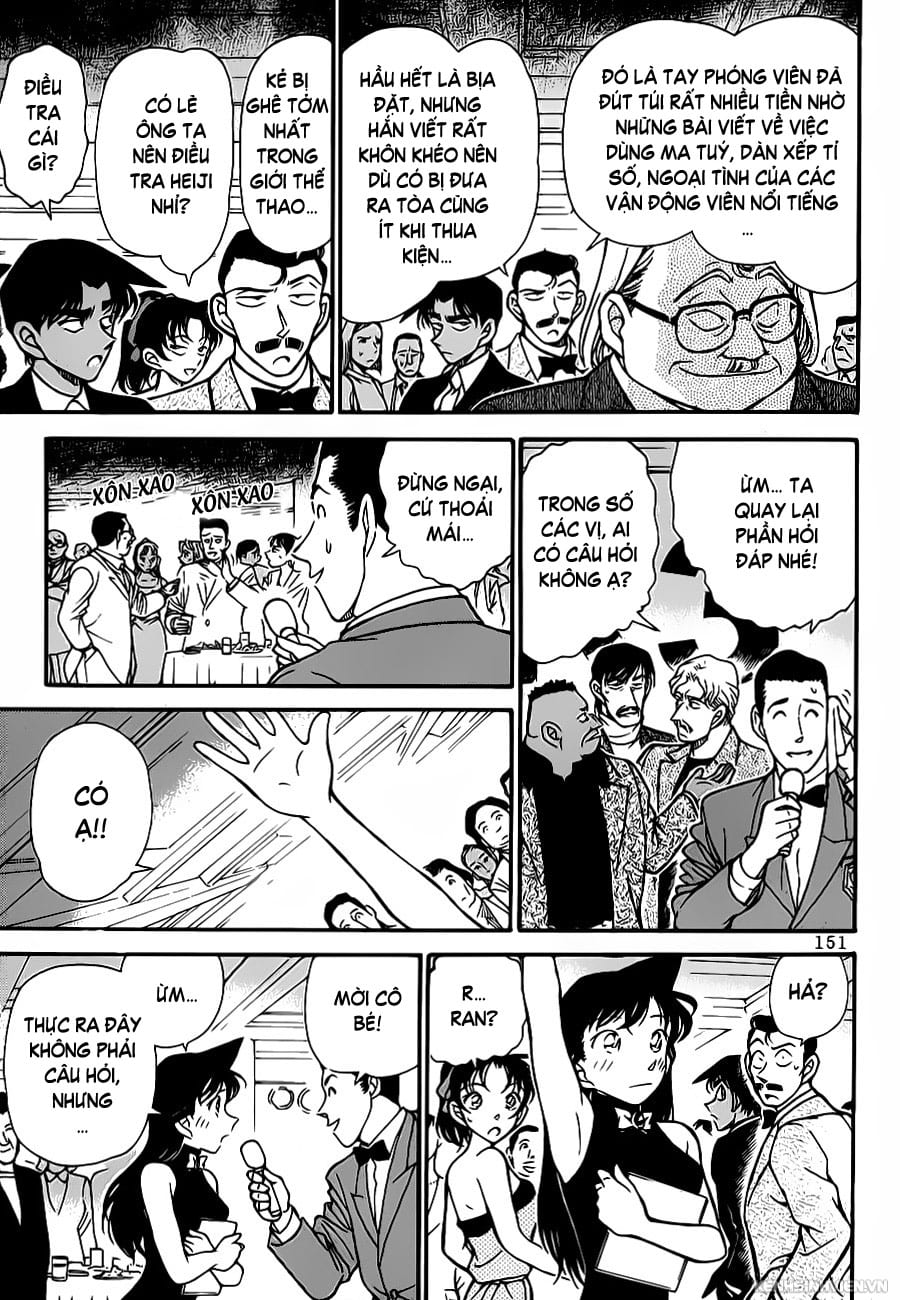 ĐÓ LÀ TAY PHÓNG VIÊN ĐÃ
ĐÚT TÚI RẤT NHIỀU TIỀN NHỜ
NHỮNG BÀI VIẾT VỀ VIỆC
DÙNG MA TUÝ, DÀN XẾP TỈ
SỐ, NGOẠI TÌNH CỦA CÁC
VẬN ĐỘNG VIÊN NỔI TIẾNG
...
HẦU HẾT LÀ BỊA
ĐẶT, NHƯNG
HẮN VIẾT RẤT
KHÔN KHÉO NÊN
DÙ CÓ BỊ ĐƯA
RA TÒA CŨNG
ÍT KHI THUA
KIỆN...
KẺ BỊ
GHÊ TỞM
NHẤT TRONG
GIỚI THỂ
THAO...
CÓ LẼ
ÔNG TA
NÊN ĐIỀU
TRA HEIJI
NHỈ?
ĐIỀU
TRA CÁI
GÌ?
ỪM... TA
QUAY LẠI
PHẦN HỎI
ĐÁP NHÉ!
TRONG SỐ
CÁC VỊ, AI
CÓ CÂU HỎI
KHÔNG Ạ?
ĐỪNG NGẠI,
CỨ THOẢI
MÁI...
XÔN-XAO
XÔN-XAO
CÓ
Ạ!!
151
HẢ?
R...
RAN?
MỜI CÔ
BÉ!
ỪM...
THỰC RA ĐÂY
KHÔNG PHẢI
CÂU HỎI,
NHƯNG
...